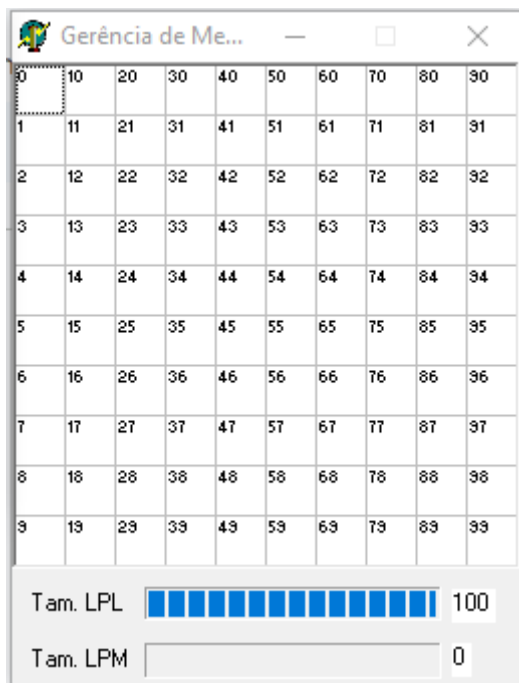 Gerência de Me...
0 10 20 30 40 50 60 70 80 90
1 11 21 31 41 51 61 71 81 91
2 12 22 32 42 52 62 72 82 92
3 13 23 33 43 53 63 73 83 93
4 14 24 34 44 54 64 74 84 94
5 15 25 35 45 55 65 75 85 95
6 16 26 36 46 56 66 76 86 96
7 17 27 37 47 57 67 77 87 97
8 18 28 38 48 58 68 78 88 98
9 19 29 39 49 59 69 79 89 99
Tam. LPL 100
Tam. LPM 0